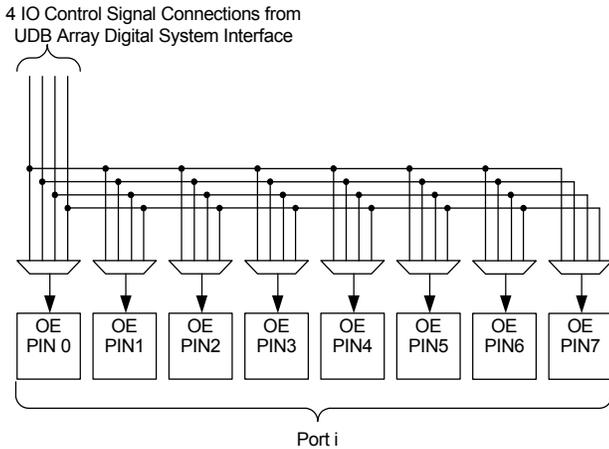 4 IO Control Signal Connections from
UDB Array Digital System Interface
OE OE OE OE OE OE OE OE
PIN 0 PIN1 PIN2 PIN3 PIN4 PIN5 PIN6 PIN7
Port i